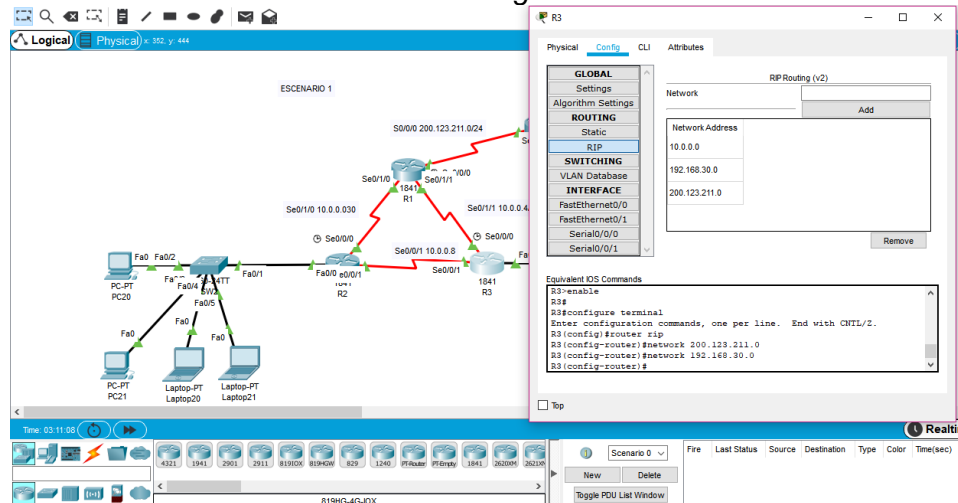 Logical
Physical x: 352, y: 444
ESCENARIO 1
S0/0/0 200.123.211.0/24
Se0/1/0
Se0/1/1
1841
R1
Se0/1/0 10.0.0.030
Se0/1/1 10.0.0.4
Se0/0/0
Se0/0/0
Se0/0/1 10.0.0.8
Fa0 Fa0/2
Fa0/1
Fa0/0
e0/0/1
Se0/0/1
Fa
PC-PT
PC20
Fa0/4
24TT
SW2
Fa0/5
R2
1841
R3
Fa0
Fa0
Fa0
PC-PT
PC21
Laptop-PT
Laptop20
Laptop-PT
Laptop21
R3
Physical Config CLI Attributes
GLOBAL
Settings
Algorithm Settings
ROUTING
Static
RIP
SWITCHING
VLAN Database
INTERFACE
FastEthernet0/0
FastEthernet0/1
Serial0/0/0
Serial0/0/1
RIP Routing (v2)
Network
Add
Network Address
10.0.0.0
192.168.30.0
200.123.211.0
Remove
Equivalent IOS Commands
R3>enable
R3#
R3#configure terminal
Enter configuration commands, one per line. End with CNTL/Z.
R3(config)#router rip
R3(config-router)#network 200.123.211.0
R3(config-router)#network 192.168.30.0
R3(config-router)#
Top
Time: 03:11:08
Realti
4321 1941 2901 2911 819IOX 819HGW 829 1240 PT-Router PT-Empty 1841 2620XM 2621XM
819HG-4G-IOX
Scenario 0
New Delete
Toggle PDU List Window
Fire Last Status Source Destination Type Color Time(sec)